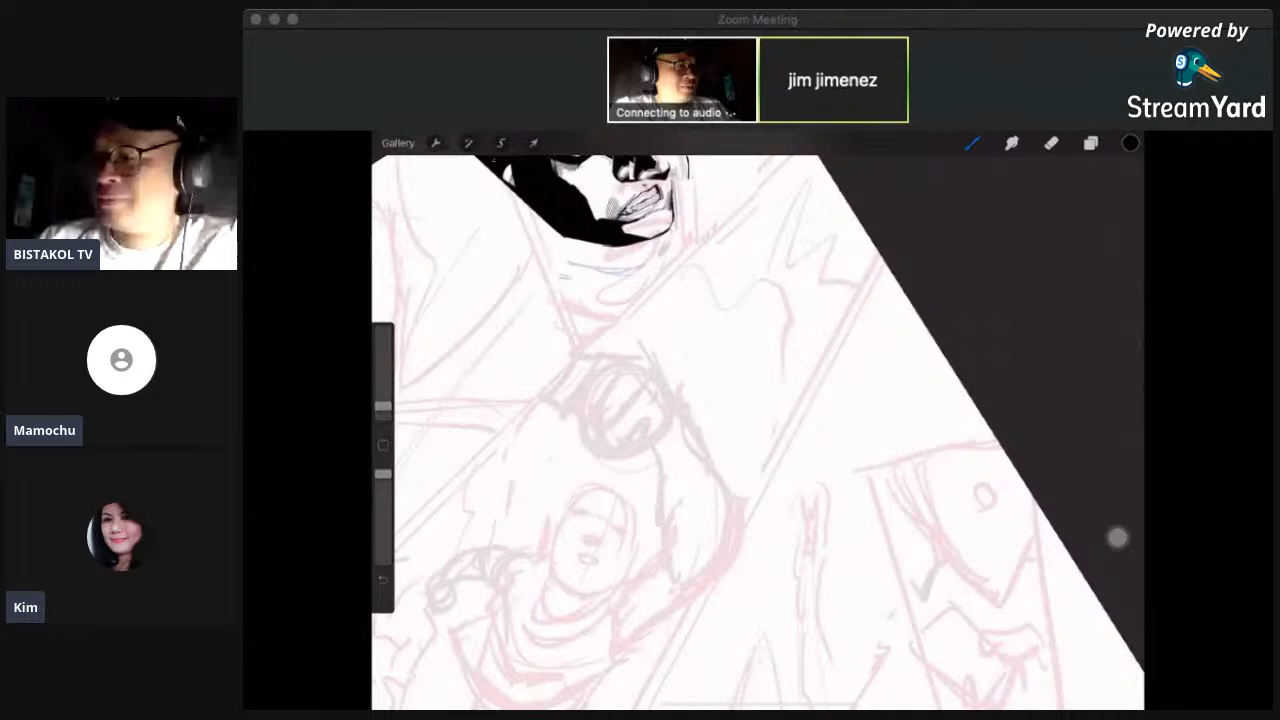 Zoom Meeting
Powered by
StreamYard
Connecting to audio ...
jim jimenez
Gallery
BISTAKOL TV
Mamochu
Kim